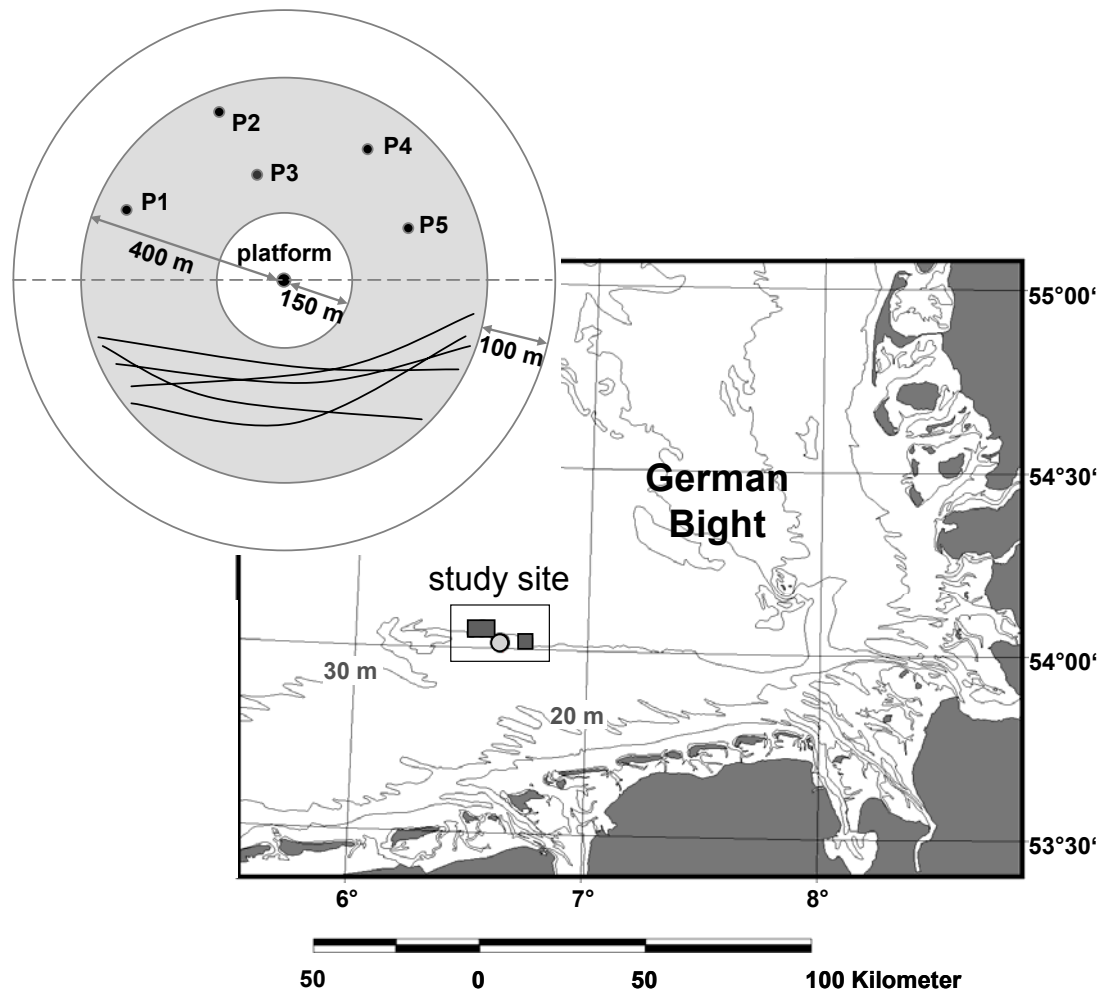 P2
P4
P3
P1
P5
platform
400 m
150 m
100 m
55°00‘
54°30‘
German
Bight
study site
54°00‘
30 m
20 m
53°30‘
6°
7°
8°
50
0
50
100 Kilometer